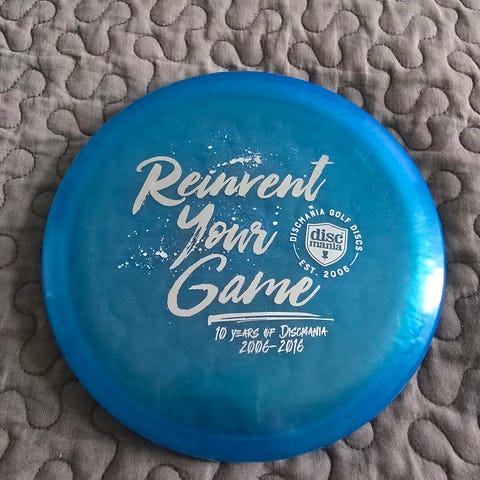 Reinvent
Your
Game
10 years of Discmania
2006-2016
DISCMANIA GOLF DISCS
disc
mania
EST. 2006